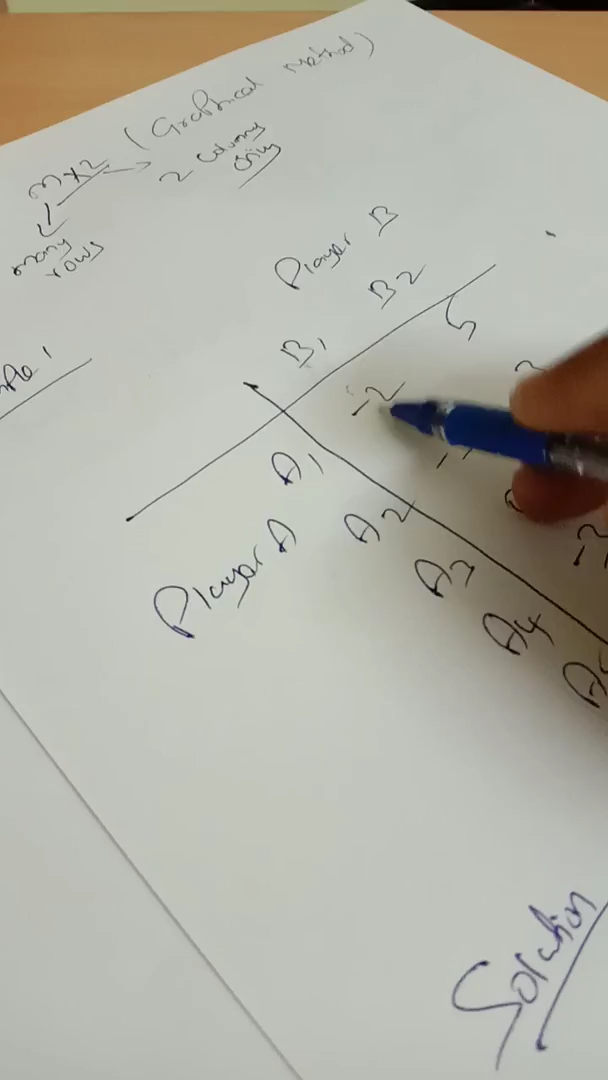 m x 2 (Graphical Method)
many rows
2 columns only
Player B
B1 B2
Player A
A1 -2 5
A2
A3
A4 -2
Solution